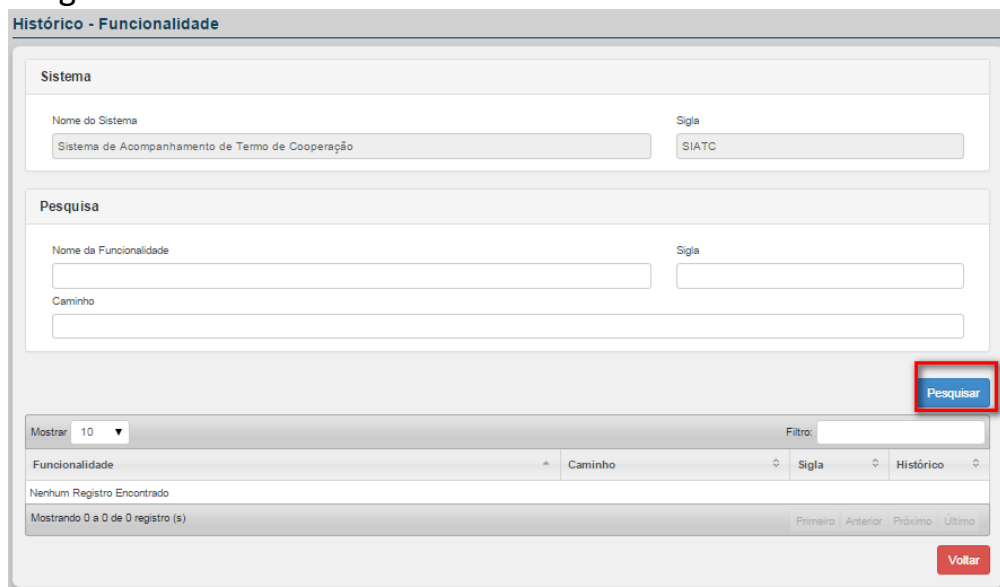 Histórico - Funcionalidade
Sistema
Nome do Sistema Sigla
Sistema de Acompanhamento de Termo de Cooperação SIATC
Pesquisa
Nome da Funcionalidade Sigla
Caminho
Pesquisar
Mostrar 10 Filtro:
Funcionalidade Caminho Sigla Histórico
Nenhum Registro Encontrado
Mostrando 0 a 0 de 0 registro (s) Primeiro Anterior Próximo Último
Voltar